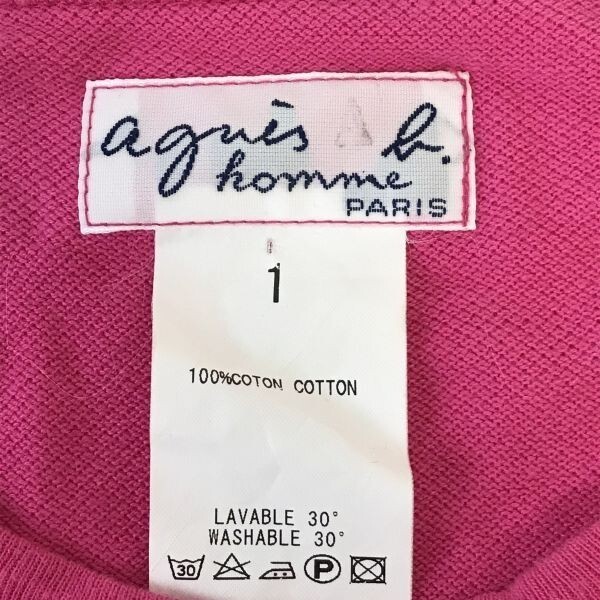 agnès b.
homme
PARIS
1
100%COTON COTTON
LAVABLE 30°
WASHABLE 30°
30 P